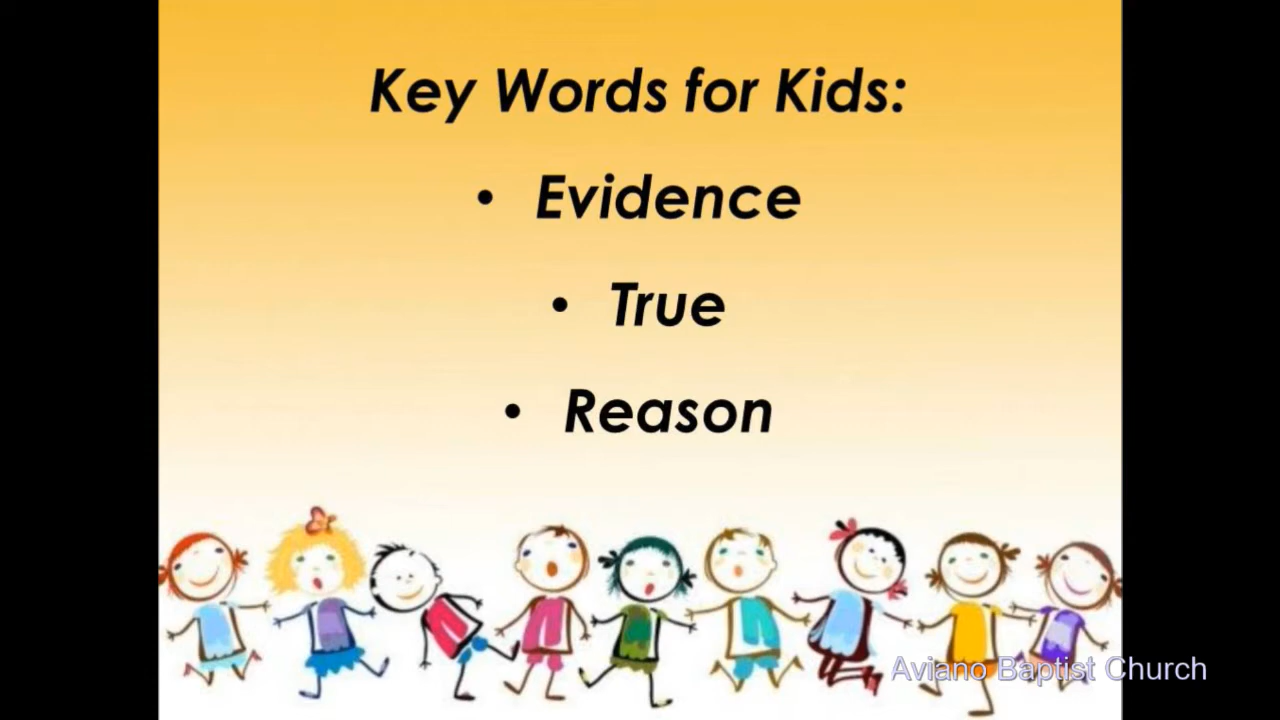 Key Words for Kids:
• Evidence
• True
• Reason
Aviano Baptist Church